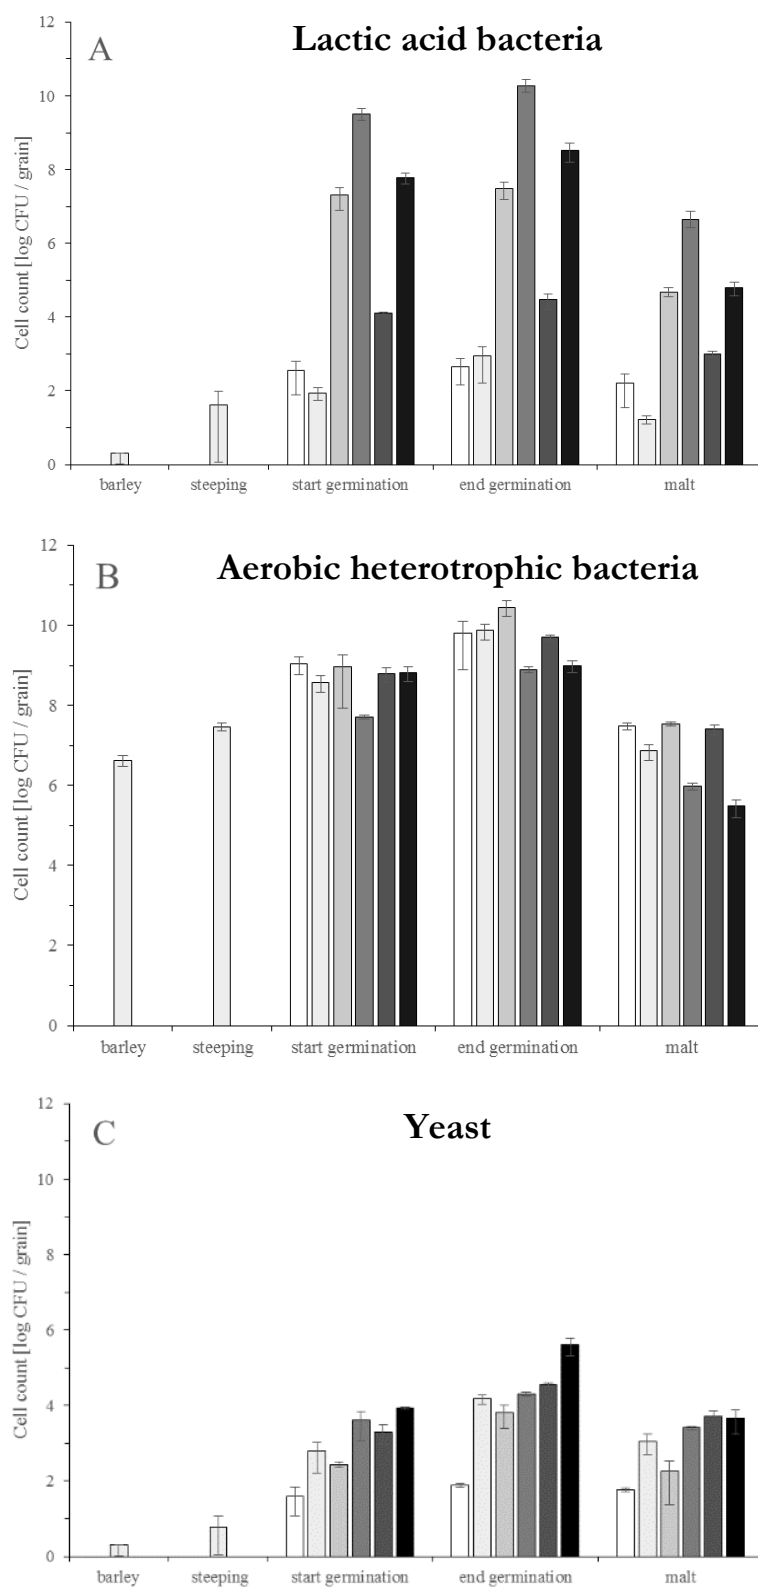 A
Lactic acid bacteria
Cell count [log CFU / grain]
12
10
8
6
4
2
0
barley steeping start germination end germination malt
B
Aerobic heterotrophic bacteria
Cell count [log CFU / grain]
12
10
8
6
4
2
0
barley steeping start germination end germination malt
C
Yeast
Cell count [log CFU / grain]
12
10
8
6
4
2
0
barley steeping start germination end germination malt